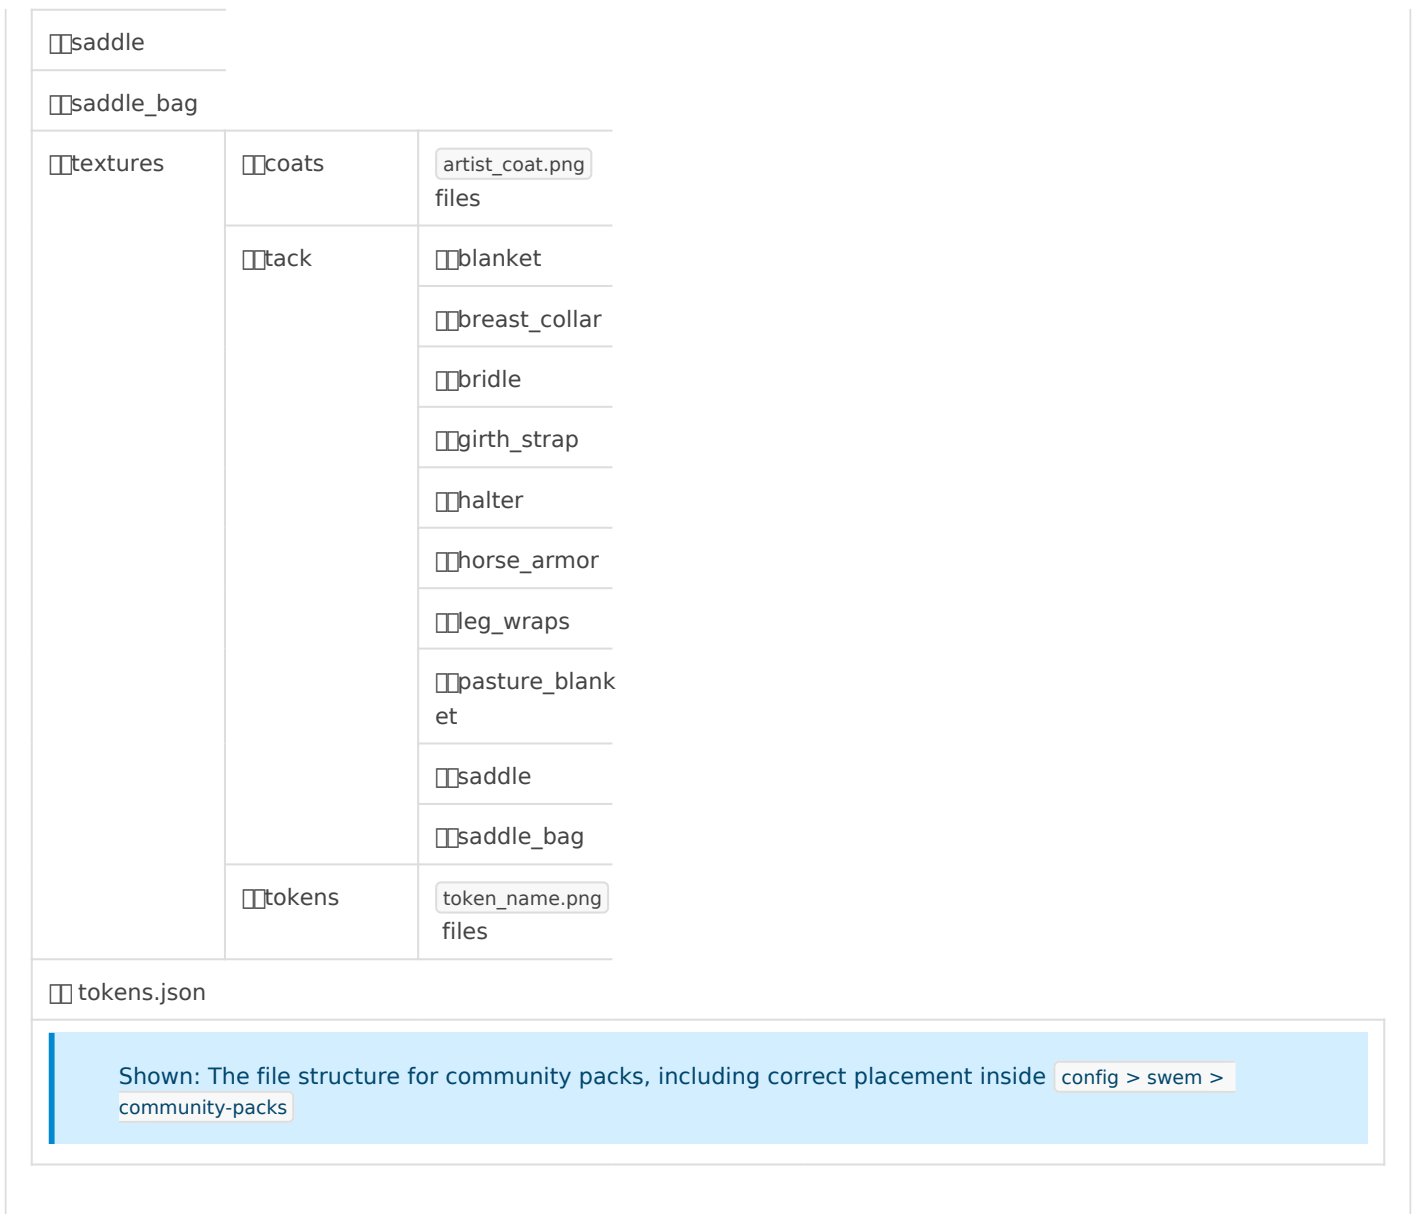 saddle
saddle_bag
textures
coats
artist_coat.png
files
tack
blanket
breast_collar
bridle
girth_strap
halter
horse_armor
leg_wraps
pasture_blank
et
saddle
saddle_bag
tokens
token_name.png
files
tokens.json
Shown: The file structure for community packs, including correct placement inside config > swem >
community-packs